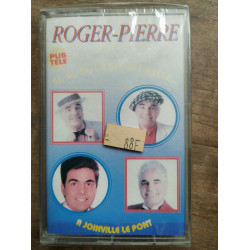 ROGER-PIERRE
PUB
TELE
88F
A JOINVILLE LE PONT